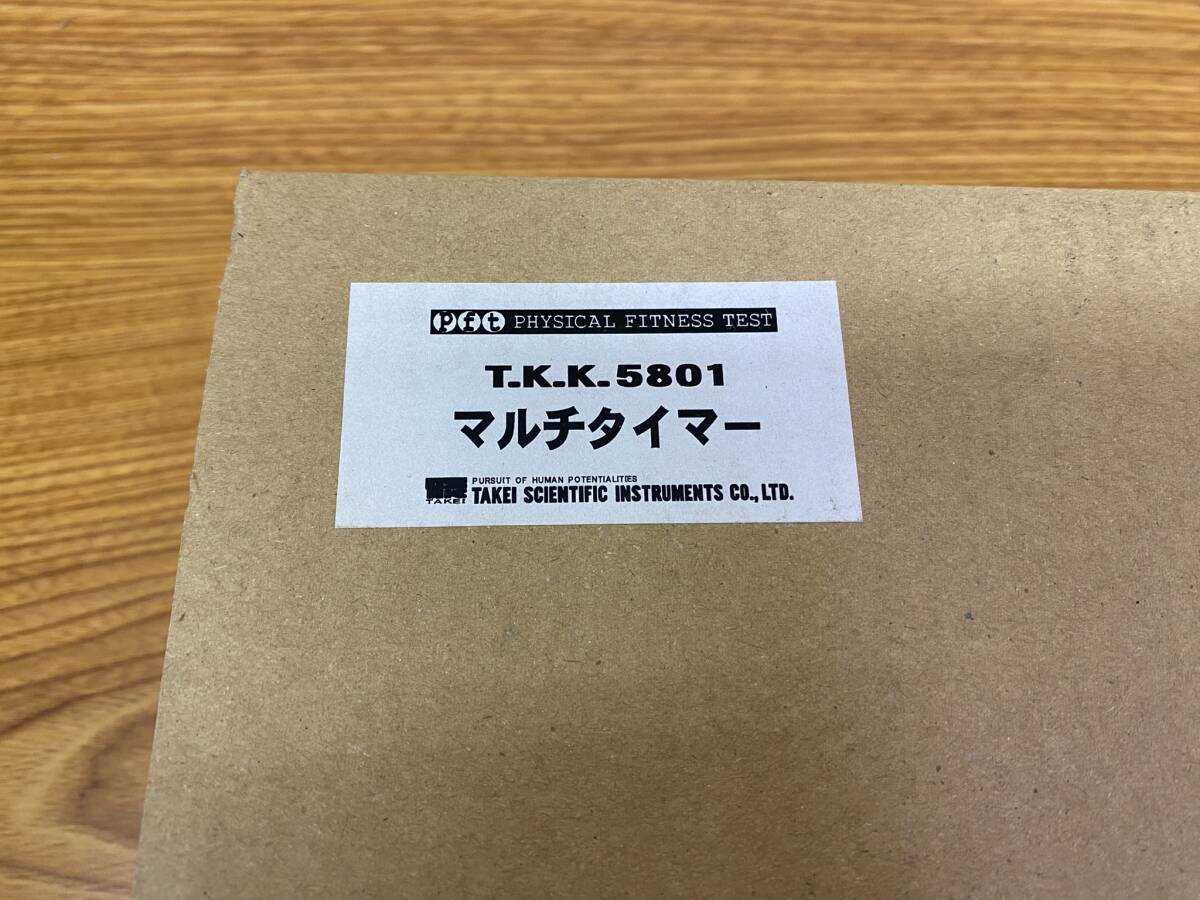 pft PHYSICAL FITNESS TEST
T.K.K.5801
マルチタイマー
PURSUIT OF HUMAN POTENTIALITIES
TAKEI TAKEI SCIENTIFIC INSTRUMENTS CO., LTD.